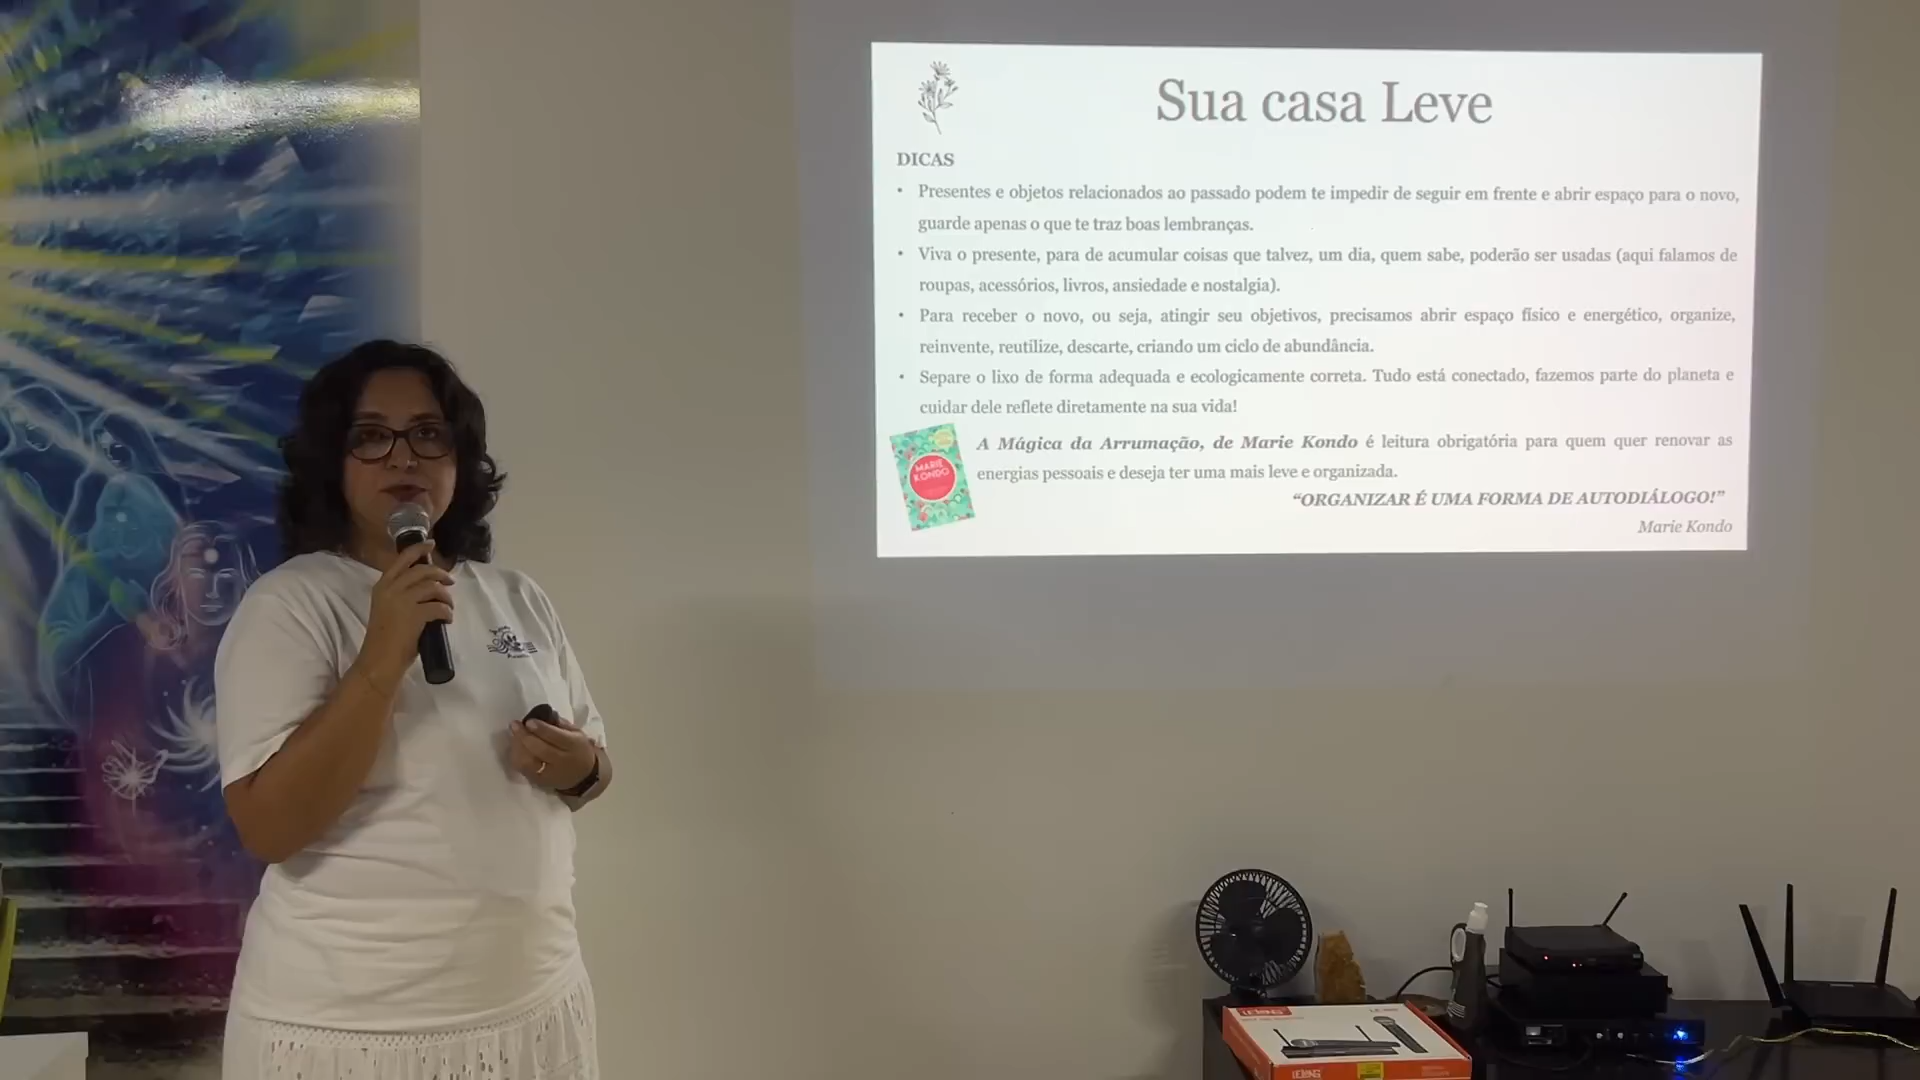 Sua casa Leve
DICAS
• Presentes e objetos relacionados ao passado podem te impedir de seguir em frente e abrir espaço para o novo,
guarde apenas o que te traz boas lembranças.
• Viva o presente, para de acumular coisas que talvez, um dia, quem sabe, poderão ser usadas (aqui falamos de
roupas, acessórios, livros, ansiedade e nostalgia).
• Para receber o novo, ou seja, atingir seu objetivos, precisamos abrir espaço físico e energético, organize,
reinvente, reutilize, descarte, criando um ciclo de abundância.
• Separe o lixo de forma adequada e ecologicamente correta. Tudo está conectado, fazemos parte do planeta e
cuidar dele reflete diretamente na sua vida!
A Mágica da Arrumação, de Marie Kondo é leitura obrigatória para quem quer renovar as
energias pessoais e deseja ter uma mais leve e organizada.
MARIE
KONDO
“ORGANIZAR É UMA FORMA DE AUTODIÁLOGO!”
Marie Kondo
LELONG
LELONG